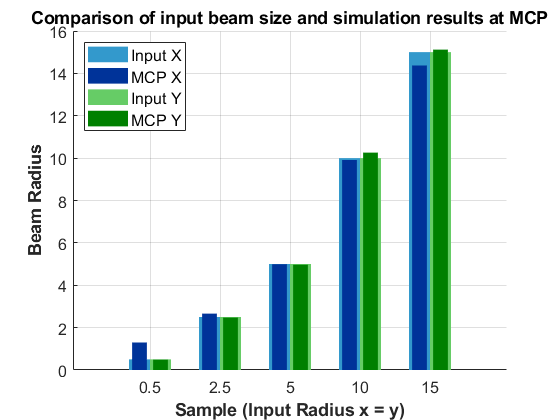 Comparison of input beam size and simulation results at MCP
16
14
12
10
8
6
4
2
0
Beam Radius
Input X
MCP X
Input Y
MCP Y
0.5 2.5 5 10 15
Sample (Input Radius x = y)